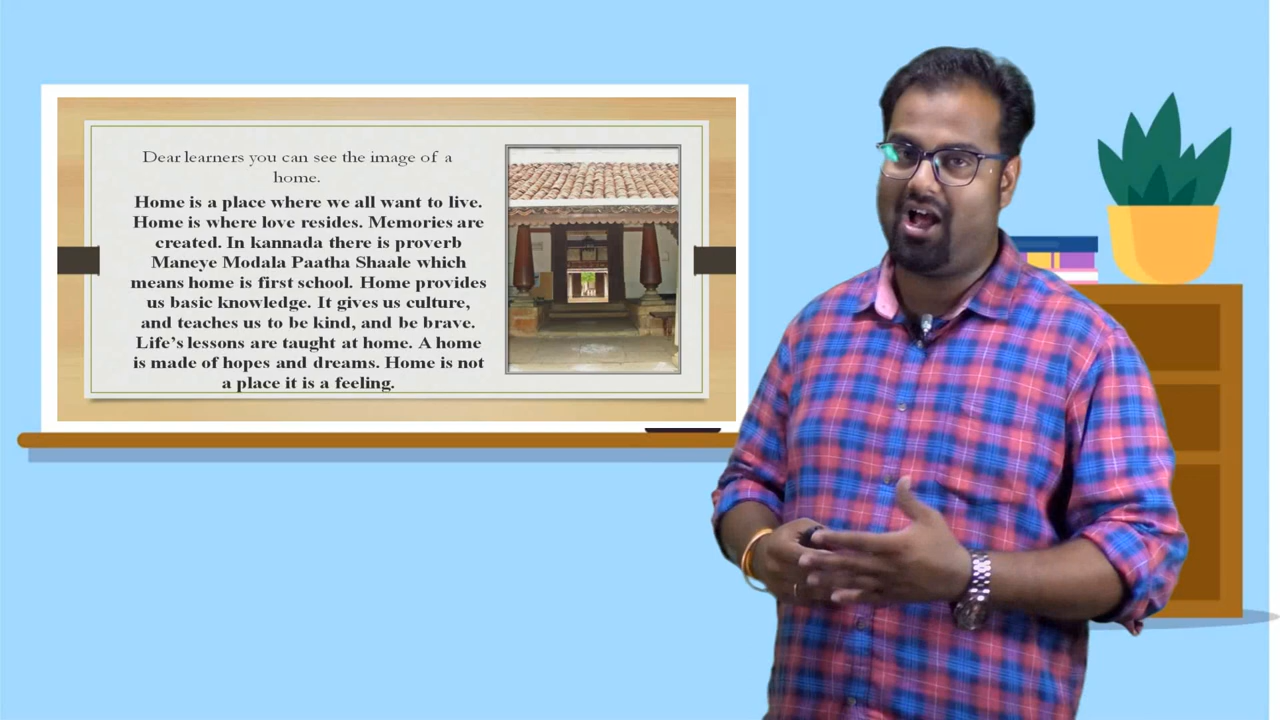 Dear learners you can see the image of a
home.
Home is a place where we all want to live.
Home is where love resides. Memories are
created. In kannada there is proverb
Maneye Modala Paatha Shaale which
means home is first school. Home provides
us basic knowledge. It gives us culture,
and teaches us to be kind, and be brave.
Life's lessons are taught at home. A home
is made of hopes and dreams. Home is not
a place it is a feeling.